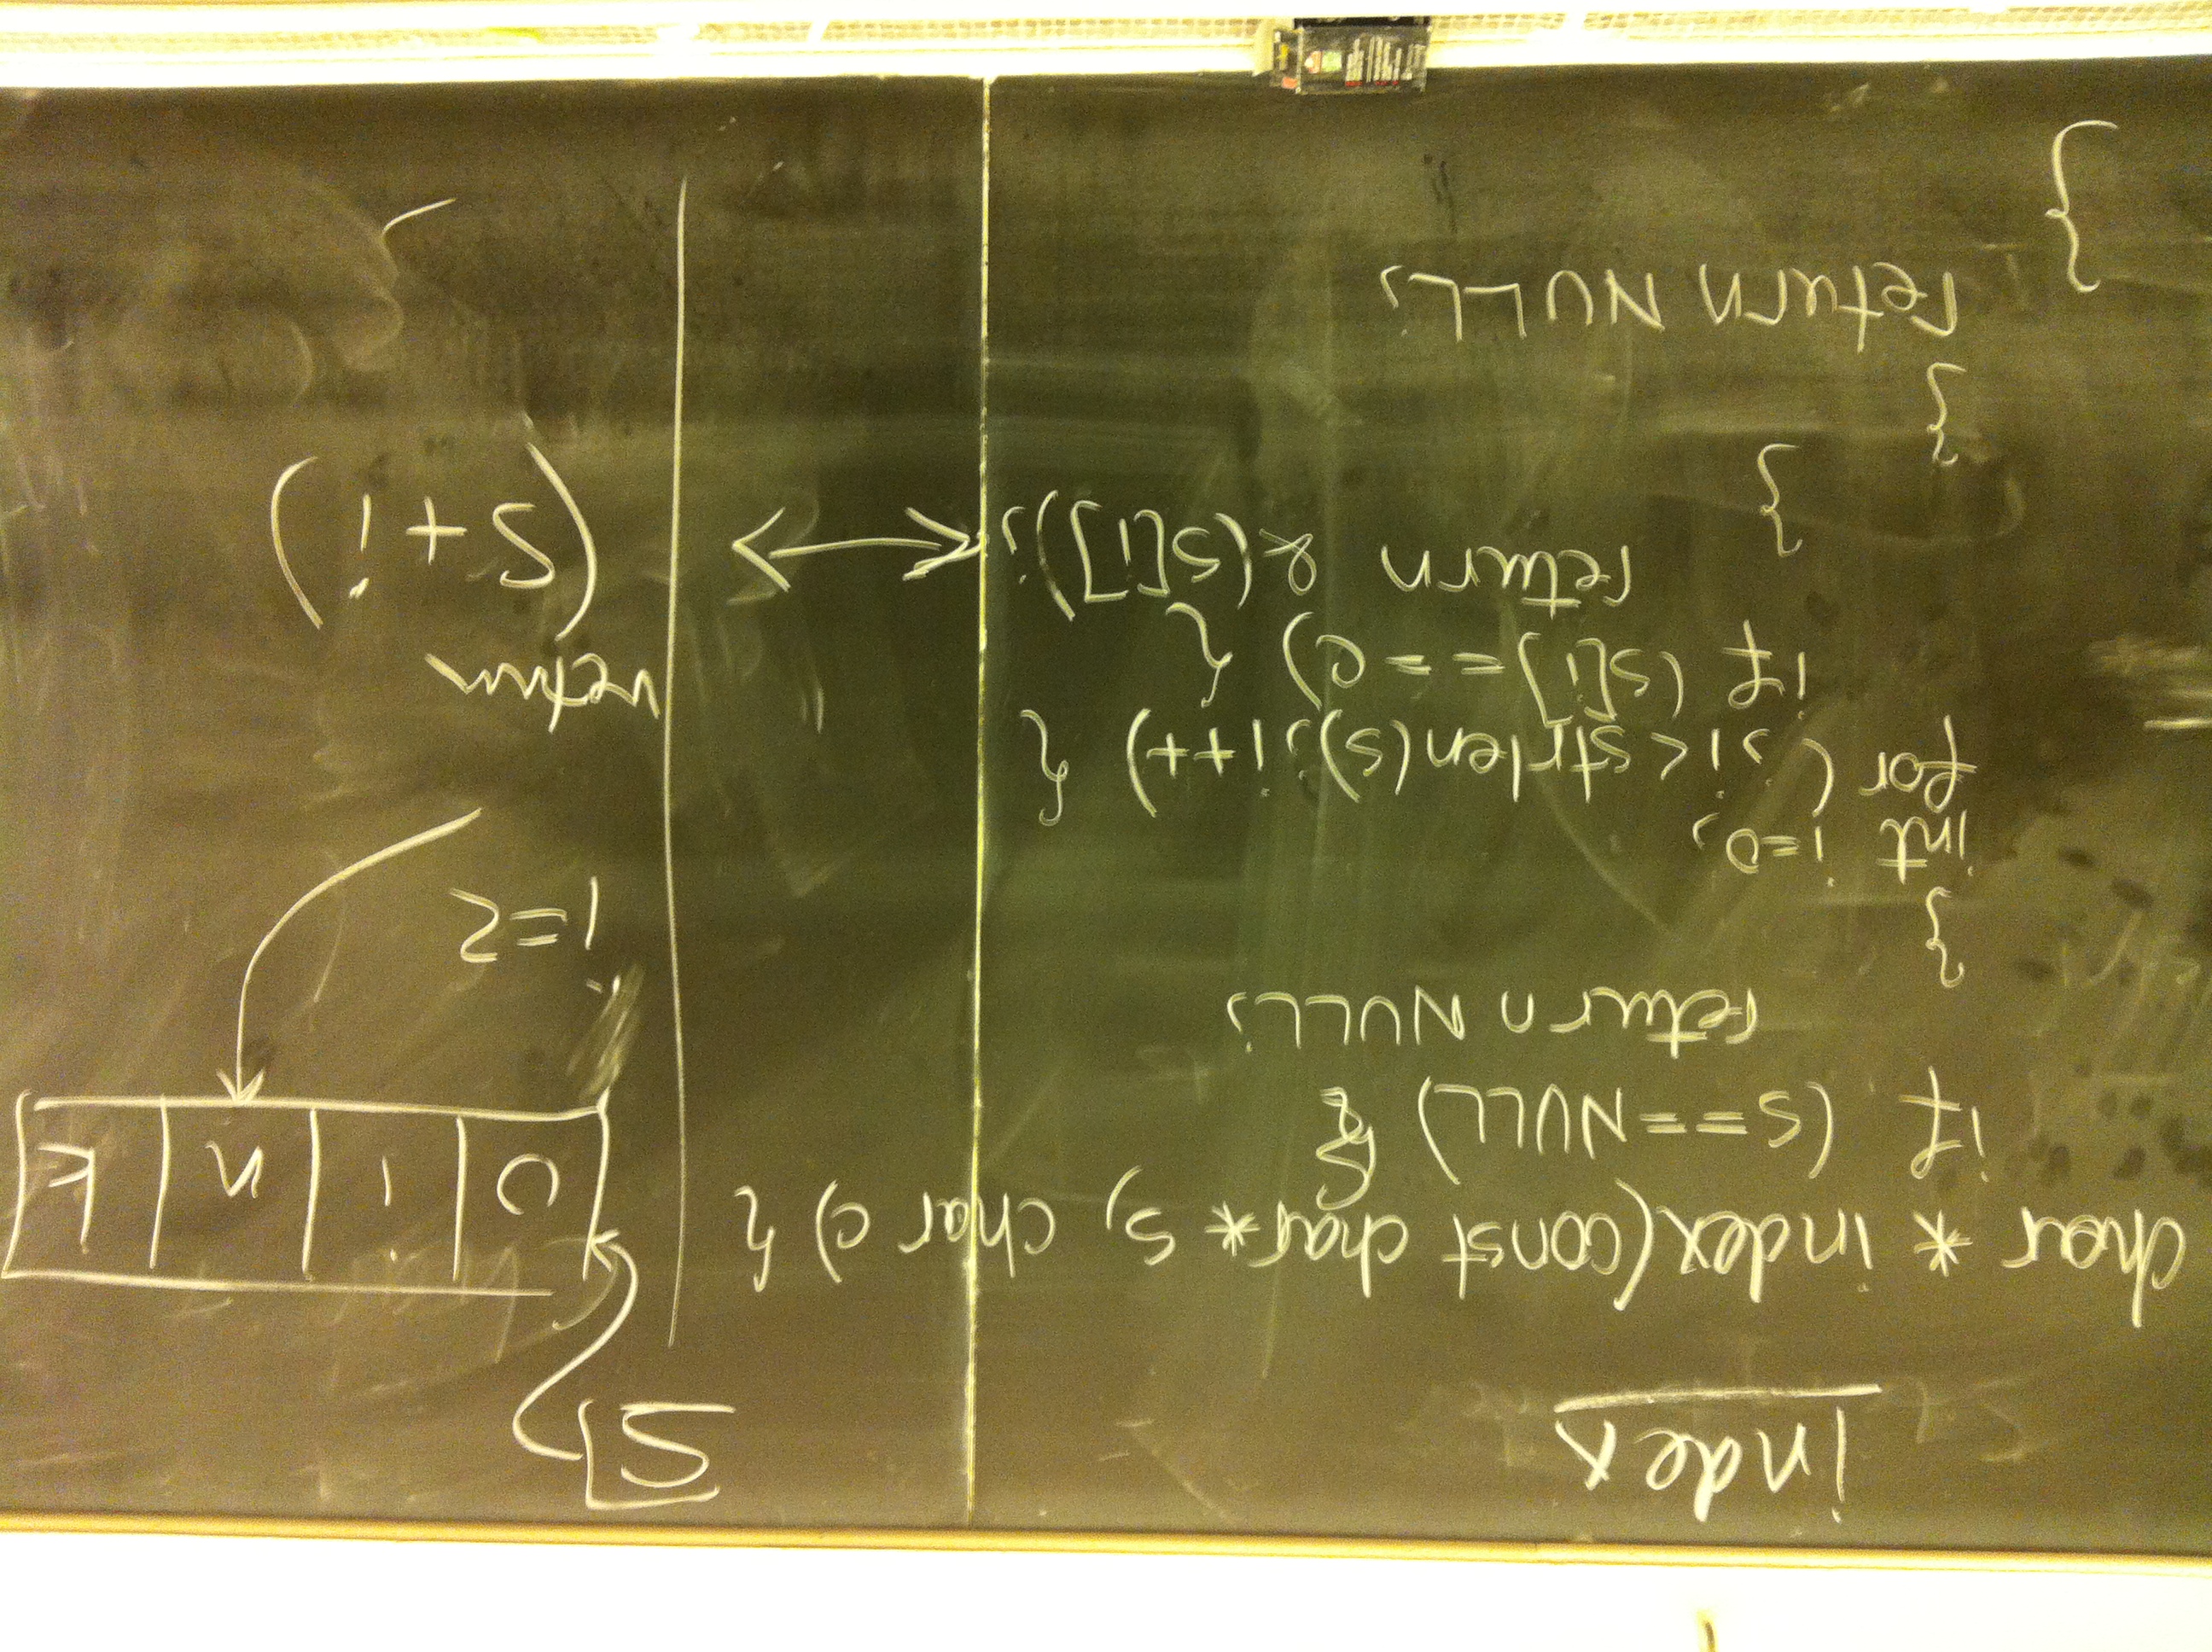 index
char * index(const char* s, char c) {
if (s==NULL) {
return NULL;
}
int i=0;
for ( ;i < strlen(s); i++) {
if (s[i]==c) {
return &(s[i]);
}
}
return NULL;
}
S
o i n k
i=2
return
(s+i)